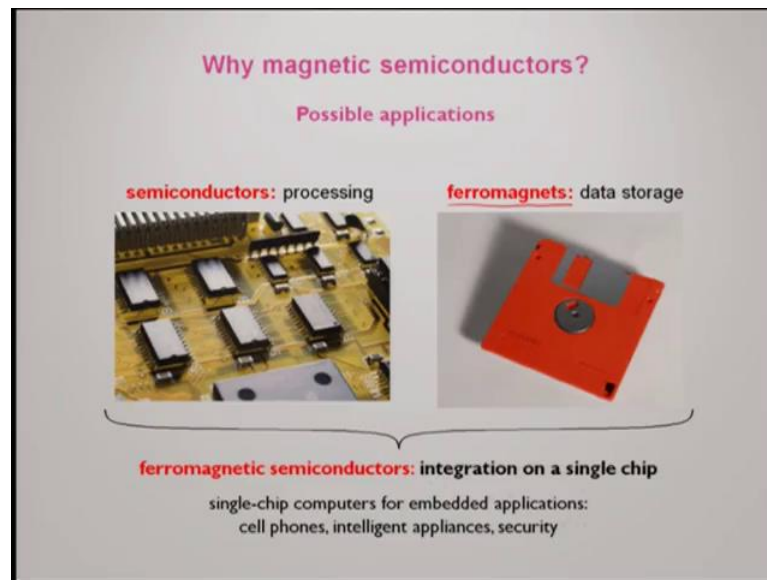 Why magnetic semiconductors?
Possible applications
semiconductors: processing
ferromagnets: data storage
ferromagnetic semiconductors: integration on a single chip
single-chip computers for embedded applications:
cell phones, intelligent appliances, security